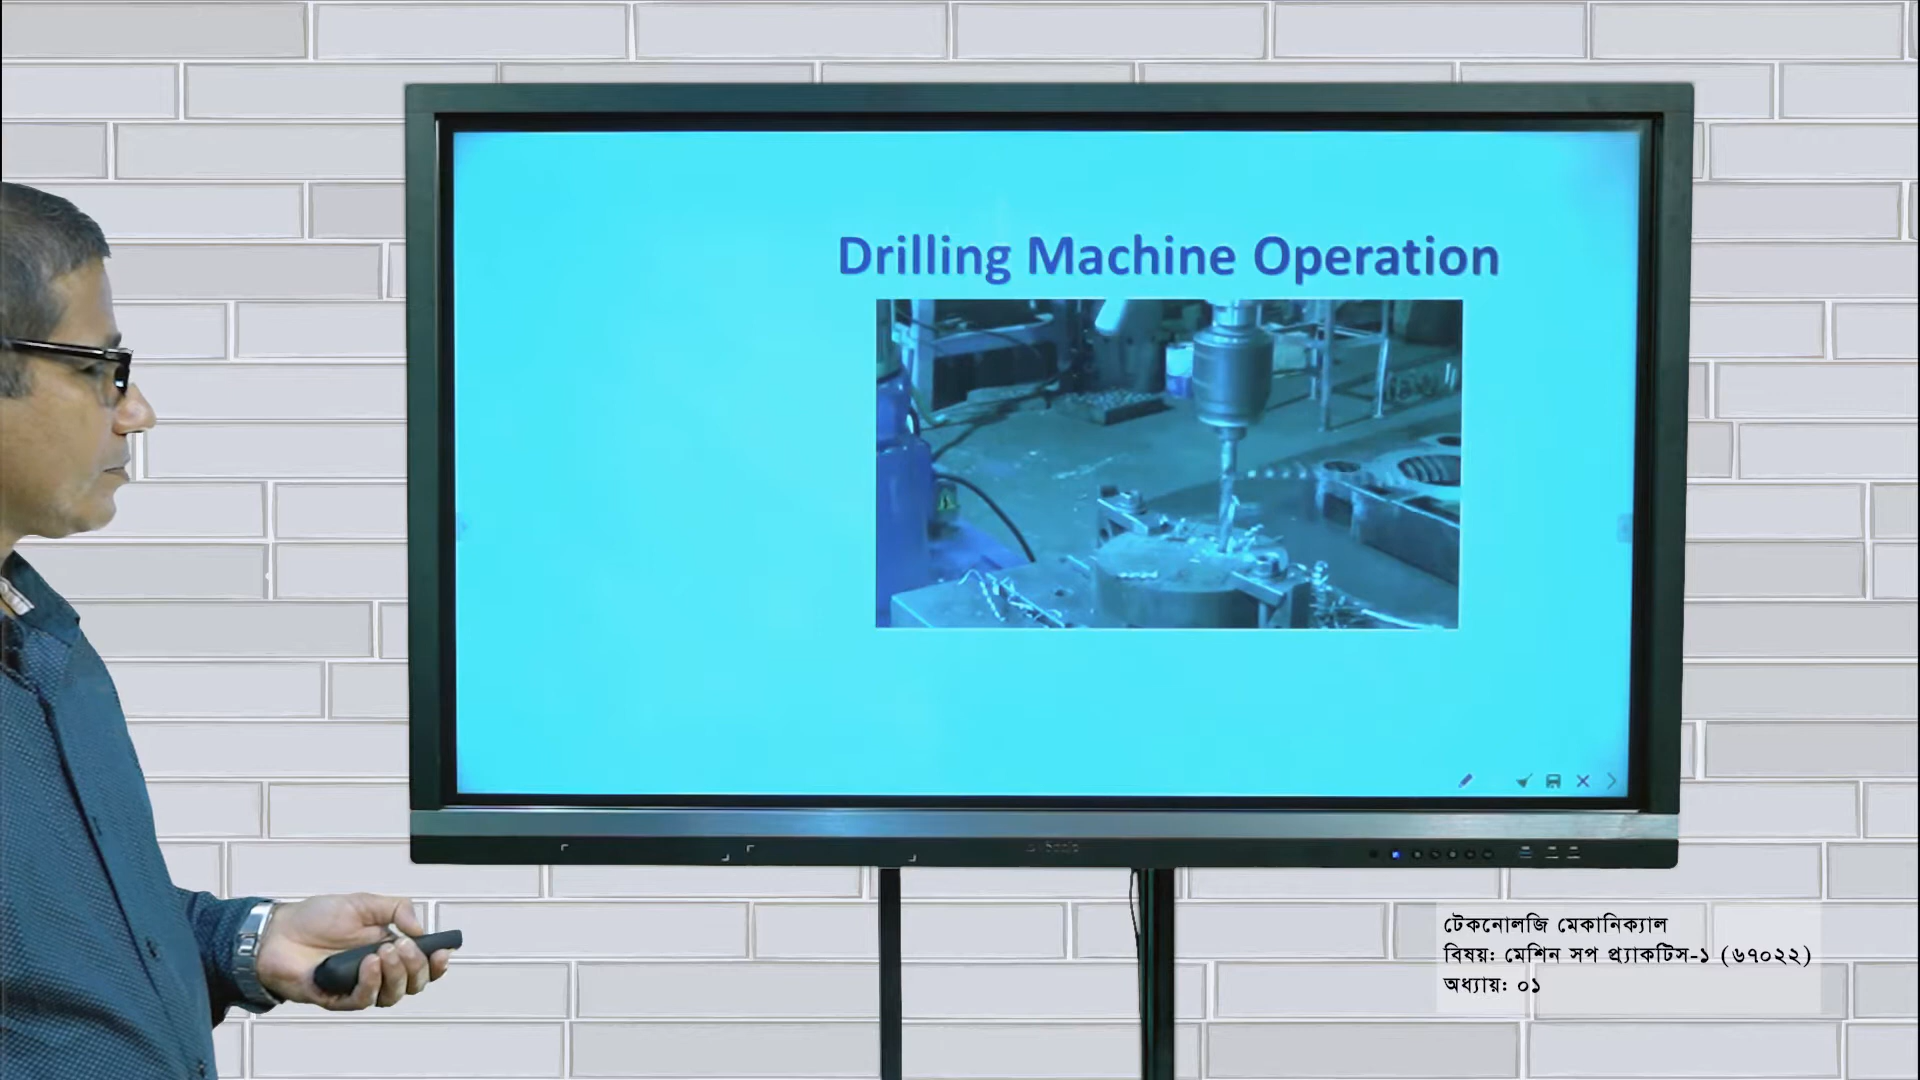 Drilling Machine Operation
টেকনোলজি মেকানিক্যাল
বিষয়: মেশিন সপ প্র্যাকটিস-১ (৬৭০২২)
অধ্যায়: ০১